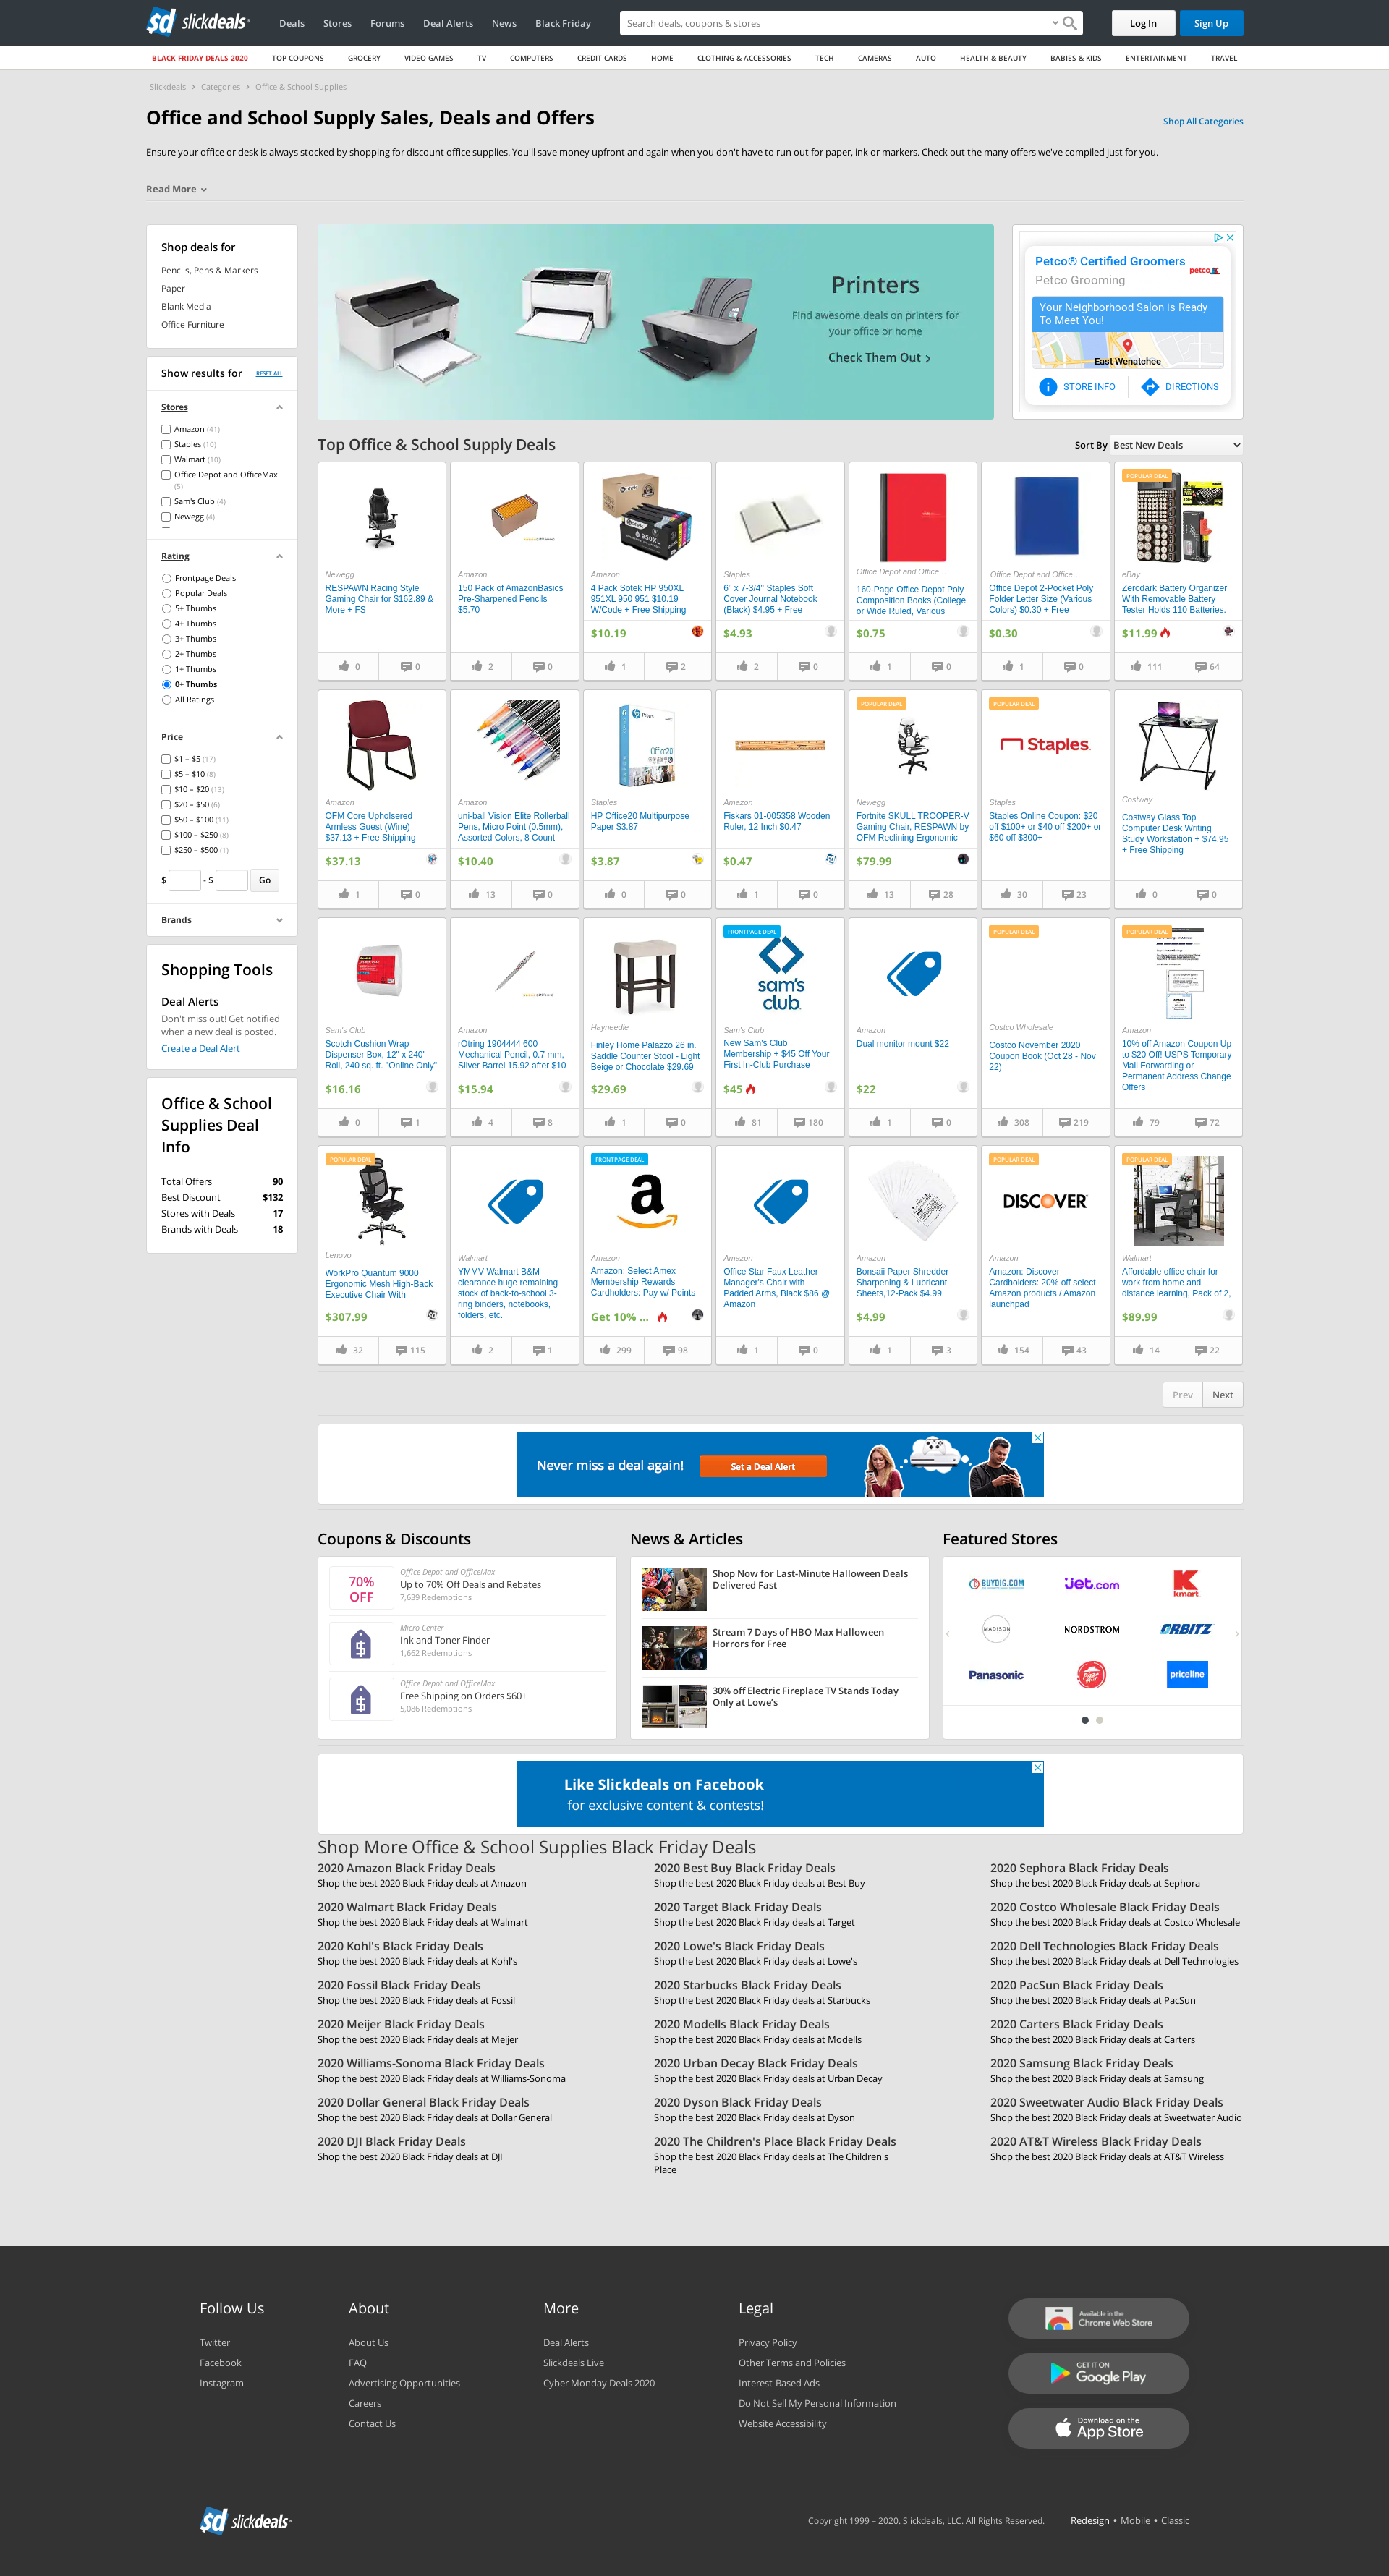 sd slickdeals
Deals Stores Forums Deal Alerts News Black Friday
Search deals, coupons & stores
Log In Sign Up
BLACK FRIDAY DEALS 2020 TOP COUPONS GROCERY VIDEO GAMES TV COMPUTERS CREDIT CARDS HOME CLOTHING & ACCESSORIES TECH CAMERAS AUTO HEALTH & BEAUTY BABIES & KIDS ENTERTAINMENT TRAVEL
Slickdeals > Categories > Office & School Supplies
Office and School Supply Sales, Deals and Offers
Shop All Categories
Ensure your office or desk is always stocked by shopping for discount office supplies. You'll save money upfront and again when you don't have to run out for paper, ink or markers. Check out the many offers we've compiled just for you.
Read More
Shop deals for
Pencils, Pens & Markers
Paper
Blank Media
Office Furniture
Show results for RESET ALL
Stores
Amazon (41)
Staples (10)
Walmart (10)
Office Depot and OfficeMax
(5)
Sam's Club (4)
Newegg (4)
Rating
Frontpage Deals
Popular Deals
5+ Thumbs
4+ Thumbs
3+ Thumbs
2+ Thumbs
1+ Thumbs
0+ Thumbs
All Ratings
Price
$1 – $5 (17)
$5 – $10 (8)
$10 – $20 (13)
$20 – $50 (6)
$50 – $100 (11)
$100 – $250 (8)
$250 – $500 (1)
$ - $ Go
Brands
Shopping Tools
Deal Alerts
Don't miss out! Get notified
when a new deal is posted.
Create a Deal Alert
Office & School
Supplies Deal
Info
Total Offers 90
Best Discount $132
Stores with Deals 17
Brands with Deals 18
Printers
Find awesome deals on printers for
your office or home
Check Them Out >
Petco® Certified Groomers
Petco Grooming
petco
Your Neighborhood Salon is Ready
To Meet You!
East Wenatchee
STORE INFO DIRECTIONS
Top Office & School Supply Deals
Sort By Best New Deals
Newegg
RESPAWN Racing Style
Gaming Chair for $162.89 &
More + FS
0 0
Amazon
150 Pack of AmazonBasics
Pre-Sharpened Pencils
$5.70
2 0
950XL
Amazon
4 Pack Sotek HP 950XL
951XL 950 951 $10.19
W/Code + Free Shipping
$10.19
1 2
Staples
6" x 7-3/4" Staples Soft
Cover Journal Notebook
(Black) $4.95 + Free
$4.93
2 0
Office Depot and Office...
160-Page Office Depot Poly
Composition Books (College
or Wide Ruled, Various
$0.75
1 0
Office Depot and Office...
Office Depot 2-Pocket Poly
Folder Letter Size (Various
Colors) $0.30 + Free
$0.30
1 0
POPULAR DEAL
eBay
Zerodark Battery Organizer
With Removable Battery
Tester Holds 110 Batteries.
$11.99
111 64
Amazon
OFM Core Upholsered
Armless Guest (Wine)
$37.13 + Free Shipping
$37.13
1 0
Amazon
uni-ball Vision Elite Rollerball
Pens, Micro Point (0.5mm),
Assorted Colors, 8 Count
$10.40
13 0
Papers
Office20
Staples
HP Office20 Multipurpose
Paper $3.87
$3.87
0 0
Amazon
Fiskars 01-005358 Wooden
Ruler, 12 Inch $0.47
$0.47
1 0
POPULAR DEAL
Newegg
Fortnite SKULL TROOPER-V
Gaming Chair, RESPAWN by
OFM Reclining Ergonomic
$79.99
13 28
POPULAR DEAL
Staples
Staples
Staples Online Coupon: $20
off $100+ or $40 off $200+ or
$60 off $300+
30 23
Costway
Costway Glass Top
Computer Desk Writing
Study Workstation + $74.95
+ Free Shipping
0 0
Sam's Club
Scotch Cushion Wrap
Dispenser Box, 12" x 240'
Roll, 240 sq. ft. "Online Only"
$16.16
0 1
Amazon
rOtring 1904444 600
Mechanical Pencil, 0.7 mm,
Silver Barrel 15.92 after $10
$15.94
4 8
Hayneedle
Finley Home Palazzo 26 in.
Saddle Counter Stool - Light
Beige or Chocolate $29.69
$29.69
1 0
FRONTPAGE DEAL
sam's
club
Sam's Club
New Sam's Club
Membership + $45 Off Your
First In-Club Purchase
$45
81 180
Amazon
Dual monitor mount $22
$22
1 0
POPULAR DEAL
Costco Wholesale
Costco November 2020
Coupon Book (Oct 28 - Nov
22)
308 219
POPULAR DEAL
Amazon
10% off Amazon Coupon Up
to $20 Off! USPS Temporary
Mail Forwarding or
Permanent Address Change
Offers
79 72
POPULAR DEAL
Lenovo
WorkPro Quantum 9000
Ergonomic Mesh High-Back
Executive Chair With
$307.99
32 115
Walmart
YMMV Walmart B&M
clearance huge remaining
stock of back-to-school 3-
ring binders, notebooks,
folders, etc.
2 1
FRONTPAGE DEAL
a
Amazon
Amazon: Select Amex
Membership Rewards
Cardholders: Pay w/ Points
Get 10% ...
299 98
Amazon
Office Star Faux Leather
Manager's Chair with
Padded Arms, Black $86 @
Amazon
1 0
Amazon
Bonsaii Paper Shredder
Sharpening & Lubricant
Sheets,12-Pack $4.99
$4.99
1 3
POPULAR DEAL
DISCOVER
Amazon
Amazon: Discover
Cardholders: 20% off select
Amazon products / Amazon
launchpad
154 43
POPULAR DEAL
Walmart
Affordable office chair for
work from home and
distance learning, Pack of 2,
$89.99
14 22
Prev Next
Never miss a deal again! Set a Deal Alert
Coupons & Discounts
70%
OFF
Office Depot and OfficeMax
Up to 70% Off Deals and Rebates
7,639 Redemptions
Micro Center
Ink and Toner Finder
1,662 Redemptions
Office Depot and OfficeMax
Free Shipping on Orders $60+
5,086 Redemptions
News & Articles
Shop Now for Last-Minute Halloween Deals
Delivered Fast
Stream 7 Days of HBO Max Halloween
Horrors for Free
30% off Electric Fireplace TV Stands Today
Only at Lowe's
Featured Stores
BUYDIG.COM jet.com K kmart
MADISON NORDSTROM ORBITZ
Panasonic Pizza Hut priceline
Like Slickdeals on Facebook
for exclusive content & contests!
Shop More Office & School Supplies Black Friday Deals
2020 Amazon Black Friday Deals
Shop the best 2020 Black Friday deals at Amazon
2020 Best Buy Black Friday Deals
Shop the best 2020 Black Friday deals at Best Buy
2020 Sephora Black Friday Deals
Shop the best 2020 Black Friday deals at Sephora
2020 Walmart Black Friday Deals
Shop the best 2020 Black Friday deals at Walmart
2020 Target Black Friday Deals
Shop the best 2020 Black Friday deals at Target
2020 Costco Wholesale Black Friday Deals
Shop the best 2020 Black Friday deals at Costco Wholesale
2020 Kohl's Black Friday Deals
Shop the best 2020 Black Friday deals at Kohl's
2020 Lowe's Black Friday Deals
Shop the best 2020 Black Friday deals at Lowe's
2020 Dell Technologies Black Friday Deals
Shop the best 2020 Black Friday deals at Dell Technologies
2020 Fossil Black Friday Deals
Shop the best 2020 Black Friday deals at Fossil
2020 Starbucks Black Friday Deals
Shop the best 2020 Black Friday deals at Starbucks
2020 PacSun Black Friday Deals
Shop the best 2020 Black Friday deals at PacSun
2020 Meijer Black Friday Deals
Shop the best 2020 Black Friday deals at Meijer
2020 Modells Black Friday Deals
Shop the best 2020 Black Friday deals at Modells
2020 Carters Black Friday Deals
Shop the best 2020 Black Friday deals at Carters
2020 Williams-Sonoma Black Friday Deals
Shop the best 2020 Black Friday deals at Williams-Sonoma
2020 Urban Decay Black Friday Deals
Shop the best 2020 Black Friday deals at Urban Decay
2020 Samsung Black Friday Deals
Shop the best 2020 Black Friday deals at Samsung
2020 Dollar General Black Friday Deals
Shop the best 2020 Black Friday deals at Dollar General
2020 Dyson Black Friday Deals
Shop the best 2020 Black Friday deals at Dyson
2020 Sweetwater Audio Black Friday Deals
Shop the best 2020 Black Friday deals at Sweetwater Audio
2020 DJI Black Friday Deals
Shop the best 2020 Black Friday deals at DJI
2020 The Children's Place Black Friday Deals
Shop the best 2020 Black Friday deals at The Children's
Place
2020 AT&T Wireless Black Friday Deals
Shop the best 2020 Black Friday deals at AT&T Wireless
Follow Us
Twitter
Facebook
Instagram
About
About Us
FAQ
Advertising Opportunities
Careers
Contact Us
More
Deal Alerts
Slickdeals Live
Cyber Monday Deals 2020
Legal
Privacy Policy
Other Terms and Policies
Interest-Based Ads
Do Not Sell My Personal Information
Website Accessibility
Available in the
Chrome Web Store
GET IT ON
Google Play
Download on the
App Store
sd slickdeals
Copyright 1999 – 2020. Slickdeals, LLC. All Rights Reserved. Redesign • Mobile • Classic